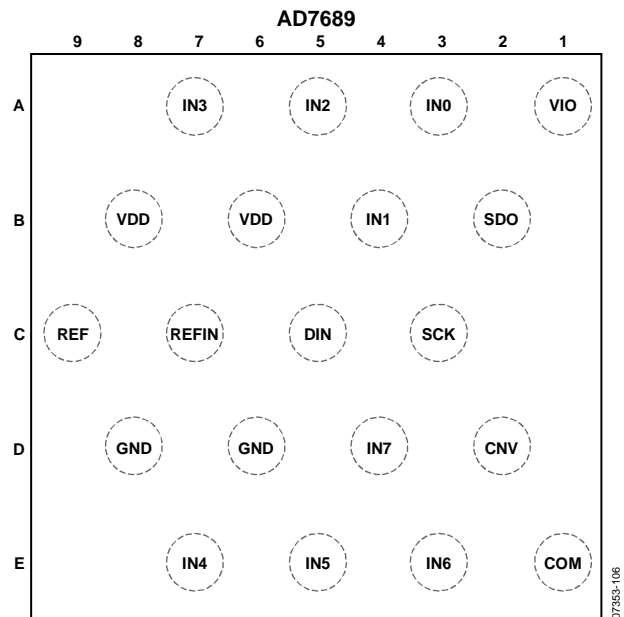 AD7689
9 8 7 6 5 4 3 2 1
A IN3 IN2 IN0 VIO
B VDD VDD IN1 SDO
C REF REFIN DIN SCK
D GND GND IN7 CNV
E IN4 IN5 IN6 COM
07353-106